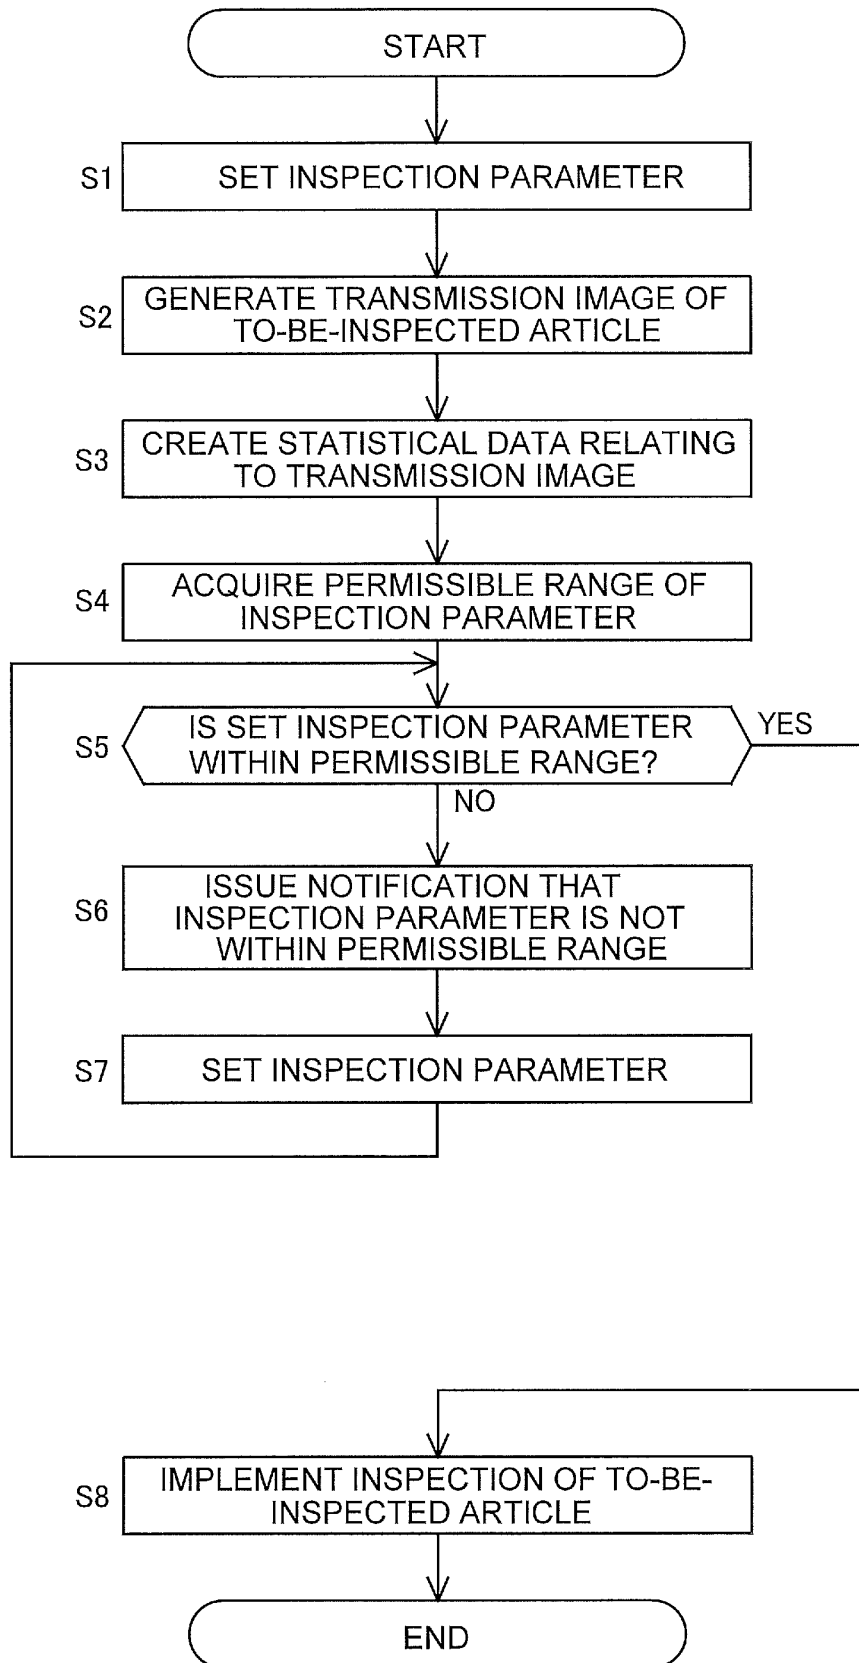 START
S1
SET INSPECTION PARAMETER
S2
GENERATE TRANSMISSION IMAGE OF
TO-BE-INSPECTED ARTICLE
S3
CREATE STATISTICAL DATA RELATING
TO TRANSMISSION IMAGE
S4
ACQUIRE PERMISSIBLE RANGE OF
INSPECTION PARAMETER
S5
IS SET INSPECTION PARAMETER
WITHIN PERMISSIBLE RANGE?
YES
NO
S6
ISSUE NOTIFICATION THAT
INSPECTION PARAMETER IS NOT
WITHIN PERMISSIBLE RANGE
S7
SET INSPECTION PARAMETER
S8
IMPLEMENT INSPECTION OF TO-BE-
INSPECTED ARTICLE
END